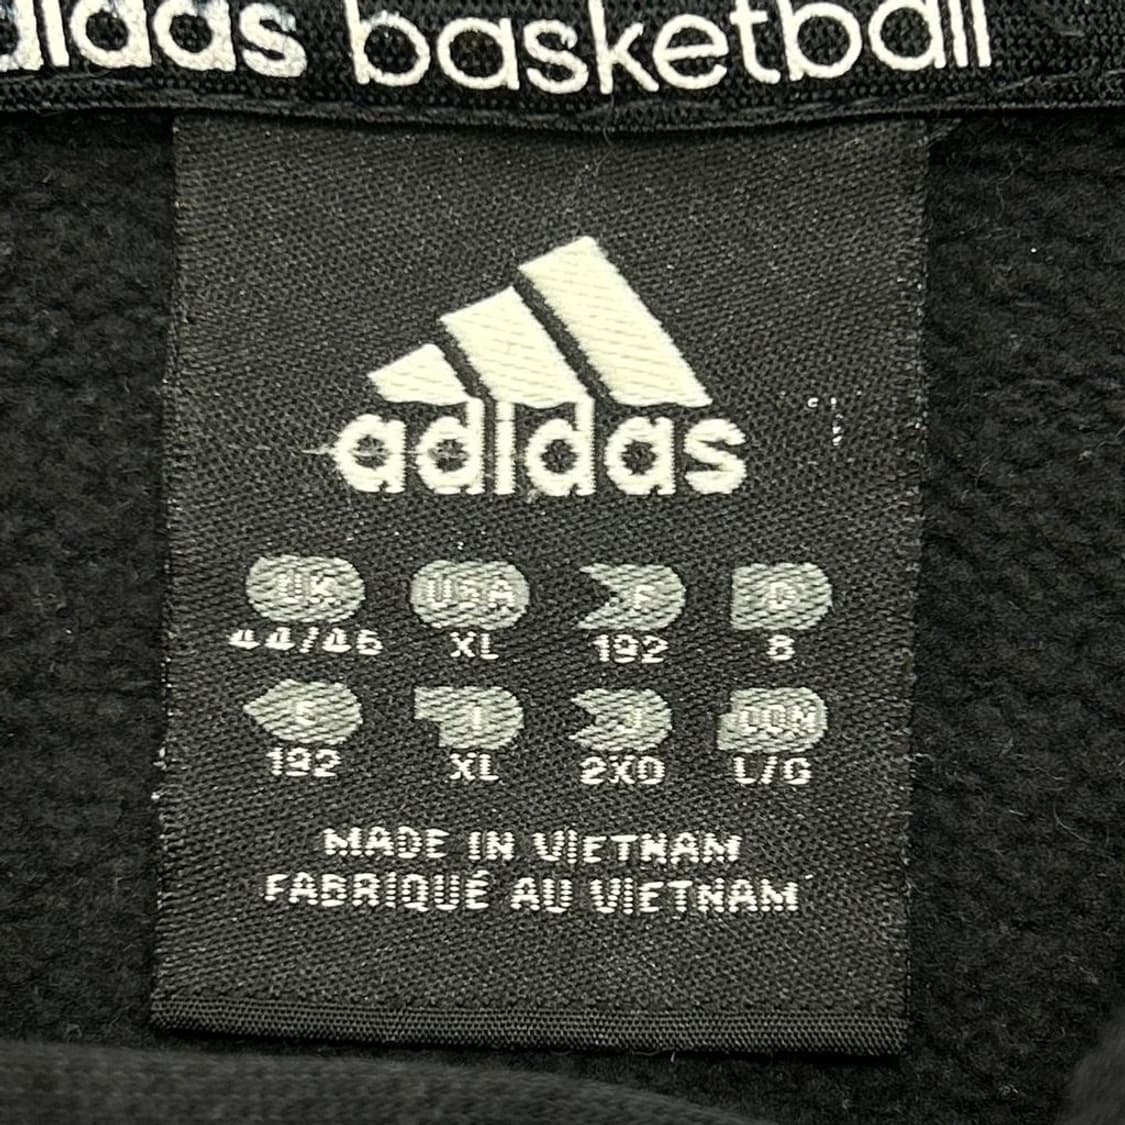 adidas basketball
adidas
UK USA F D
44/46 XL 192 8
E I J COM
192 XL 2XO L/G
MADE IN VIETNAM
FABRIQUÉ AU VIETNAM